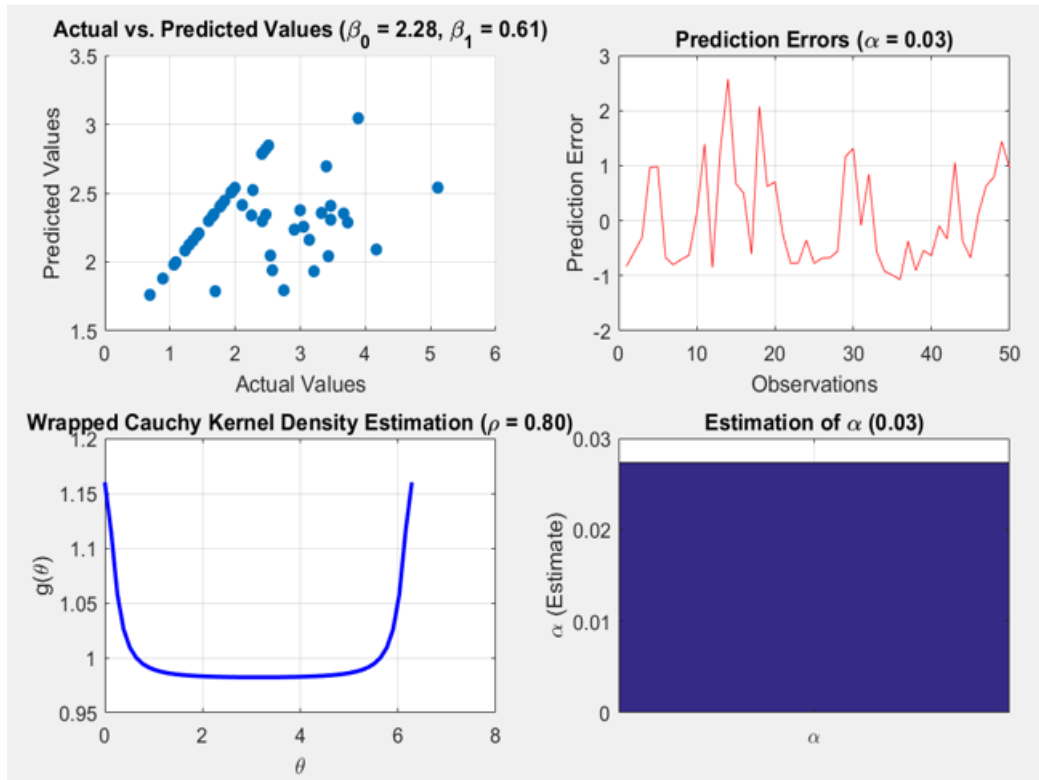 Actual vs. Predicted Values (β₀ = 2.28, β₁ = 0.61)
3.5
3
2.5
2
1.5
Predicted Values
0 1 2 3 4 5 6
Actual Values
Prediction Errors (α = 0.03)
3
2
1
0
-1
-2
Prediction Error
0 10 20 30 40 50
Observations
Wrapped Cauchy Kernel Density Estimation (ρ = 0.80)
1.2
1.15
1.1
1.05
1
0.95
g(θ)
0 2 4 6 8
θ
Estimation of α (0.03)
0.03
0.02
0.01
0
α (Estimate)
α